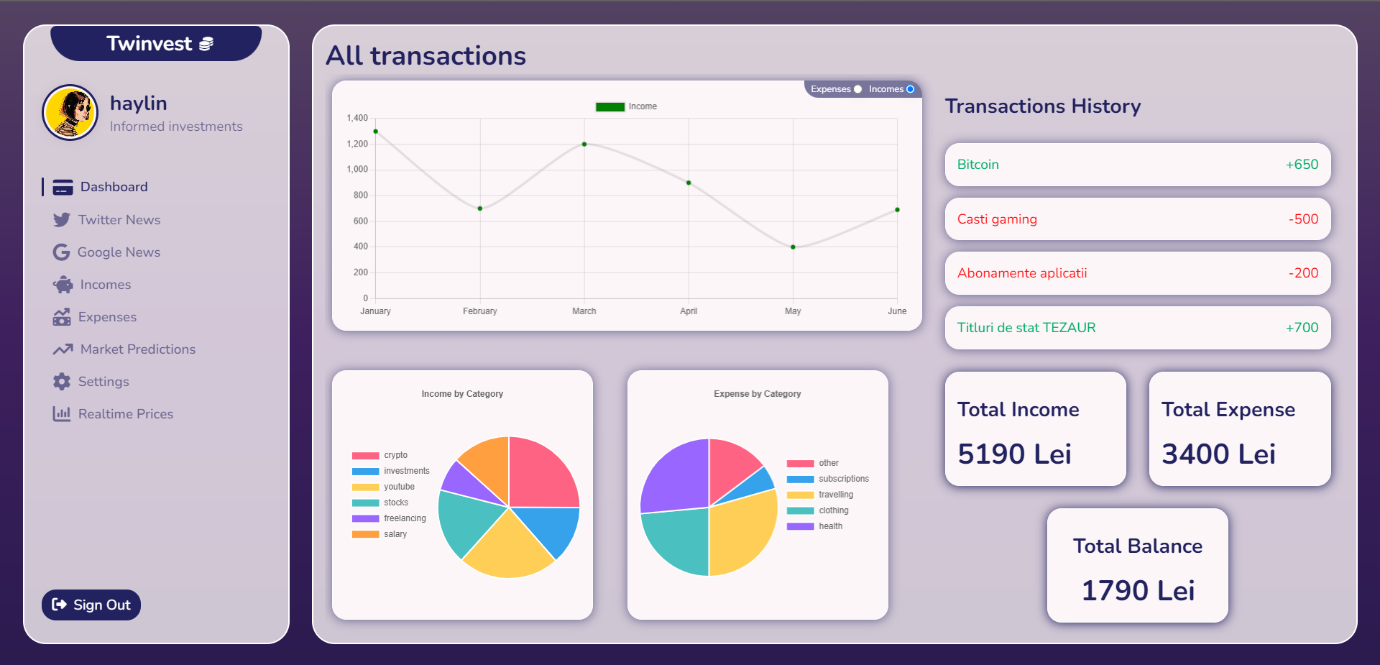 Twinvest
haylin
Informed investments
Dashboard
Twitter News
Google News
Incomes
Expenses
Market Predictions
Settings
Realtime Prices
Sign Out
All transactions
Expenses Incomes
Income
1,400
1,200
1,000
800
600
400
200
0
January February March April May June
Income by Category
crypto
investments
youtube
stocks
freelancing
salary
Expense by Category
other
subscriptions
travelling
clothing
health
Transactions History
Bitcoin +650
Casti gaming -500
Abonamente aplicatii -200
Titluri de stat TEZAUR +700
Total Income
5190 Lei
Total Expense
3400 Lei
Total Balance
1790 Lei